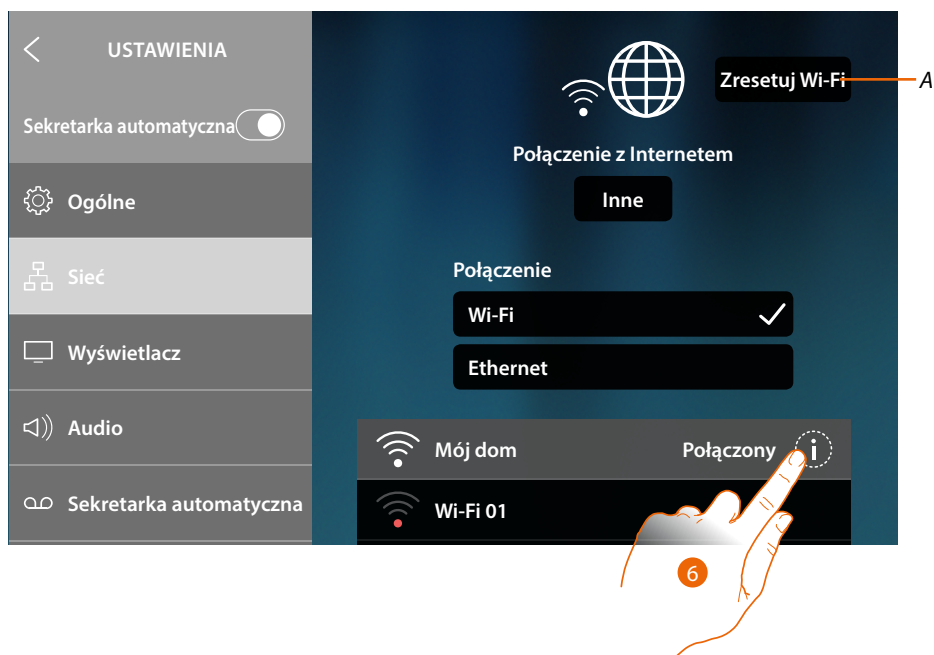 USTAWIENIA
Sekretarka automatyczna
Ogólne
Sieć
Wyświetlacz
Audio
Sekretarka automatyczna
Zresetuj Wi-Fi
A
Połączenie z Internetem
Inne
Połączenie
Wi-Fi
Ethernet
Mój dom Połączony i
Wi-Fi 01
6